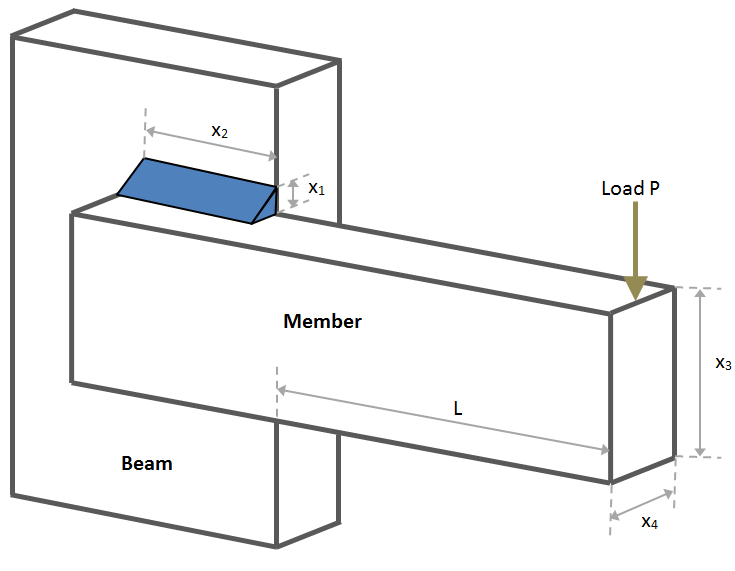 x₂
x₁
Load P
Member
x₃
L
Beam
x₄